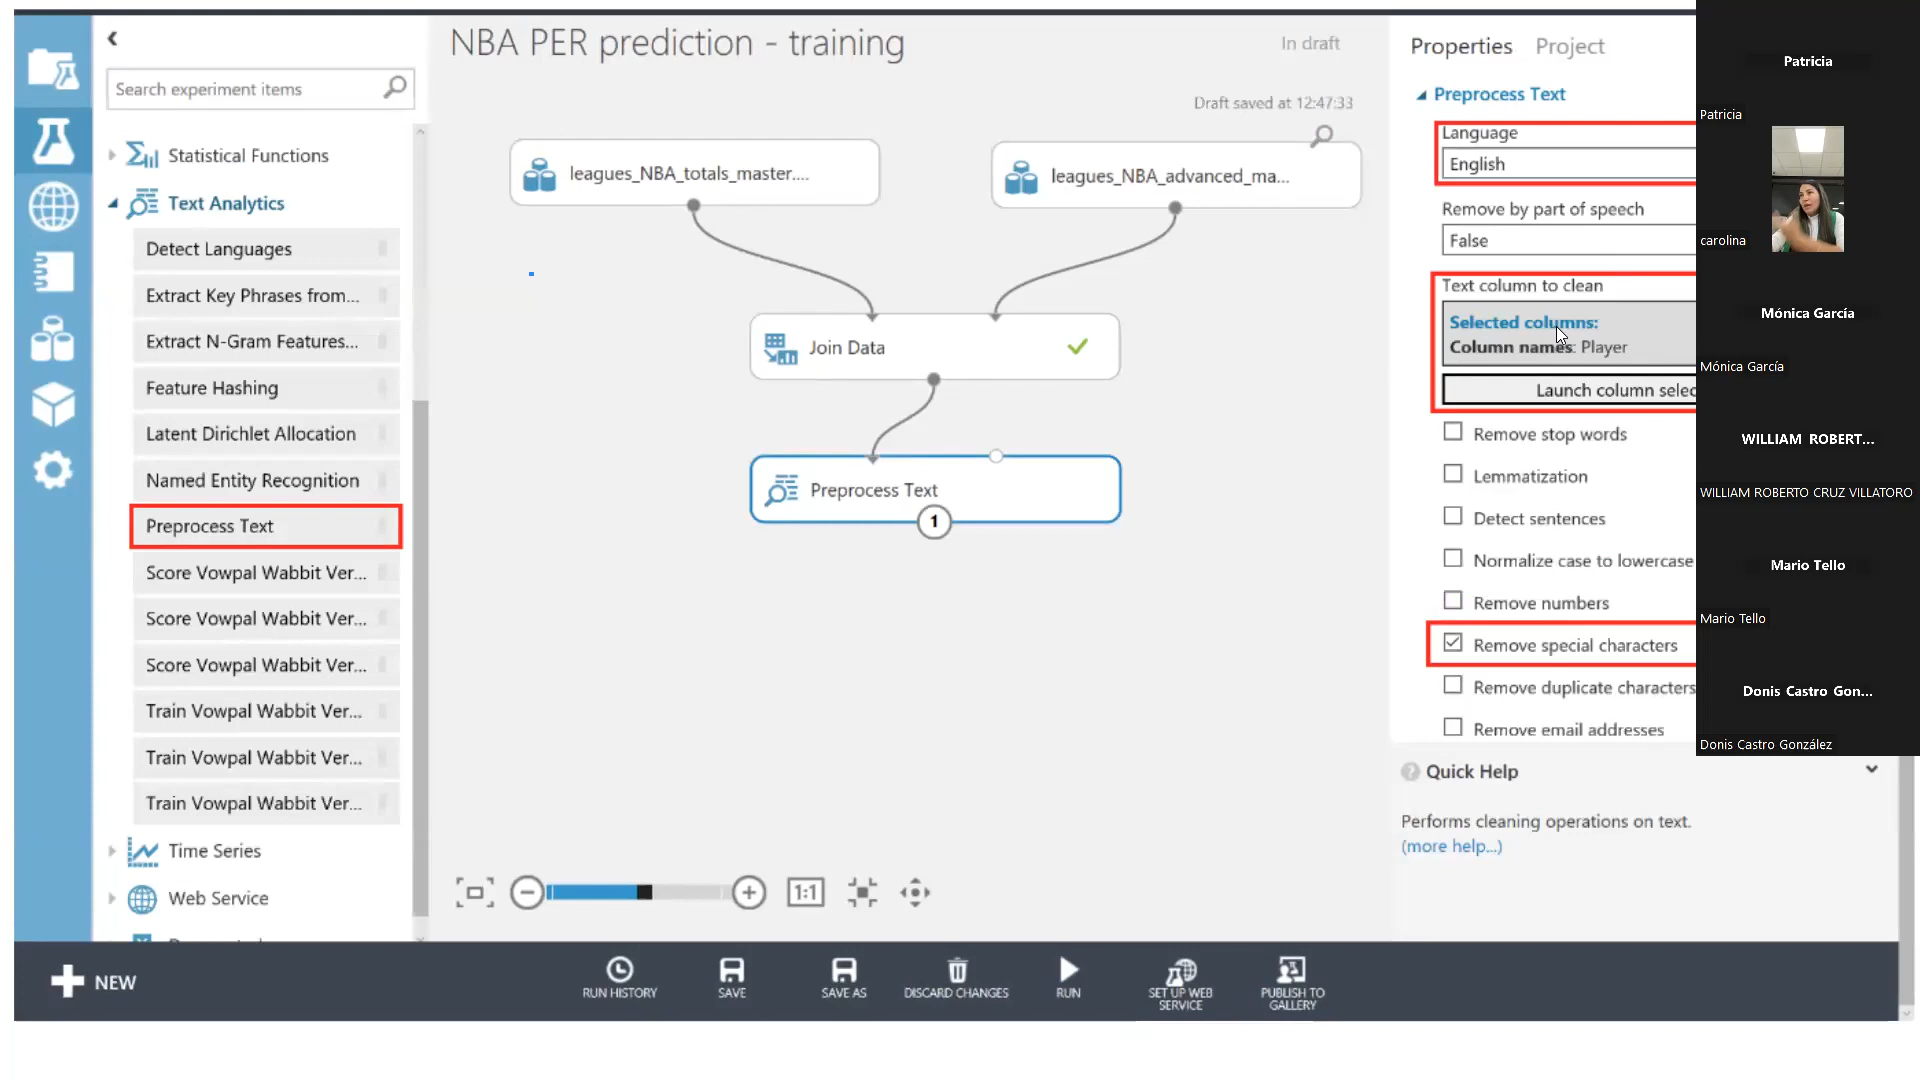 NBA PER prediction - training
In draft
Draft saved at 12:47:33
Search experiment items
Statistical Functions
Text Analytics
Detect Languages
Extract Key Phrases from...
Extract N-Gram Features...
Feature Hashing
Latent Dirichlet Allocation
Named Entity Recognition
Preprocess Text
Score Vowpal Wabbit Ver...
Score Vowpal Wabbit Ver...
Score Vowpal Wabbit Ver...
Train Vowpal Wabbit Ver...
Train Vowpal Wabbit Ver...
Train Vowpal Wabbit Ver...
Time Series
Web Service
leagues_NBA_totals_master....
leagues_NBA_advanced_ma...
Join Data
Preprocess Text
1
1:1
Properties Project
Preprocess Text
Language
English
Remove by part of speech
False
Text column to clean
Selected columns:
Column names: Player
Launch column selec
Remove stop words
Lemmatization
Detect sentences
Normalize case to lowercase
Remove numbers
Remove special characters
Remove duplicate characters
Remove email addresses
Quick Help
Performs cleaning operations on text.
(more help...)
Patricia
Patricia
carolina
Mónica García
Mónica García
WILLIAM ROBERT...
WILLIAM ROBERTO CRUZ VILLATORO
Mario Tello
Mario Tello
Donis Castro Gon...
Donis Castro González
NEW
RUN HISTORY
SAVE
SAVE AS
DISCARD CHANGES
RUN
SET UP WEB
SERVICE
PUBLISH TO
GALLERY